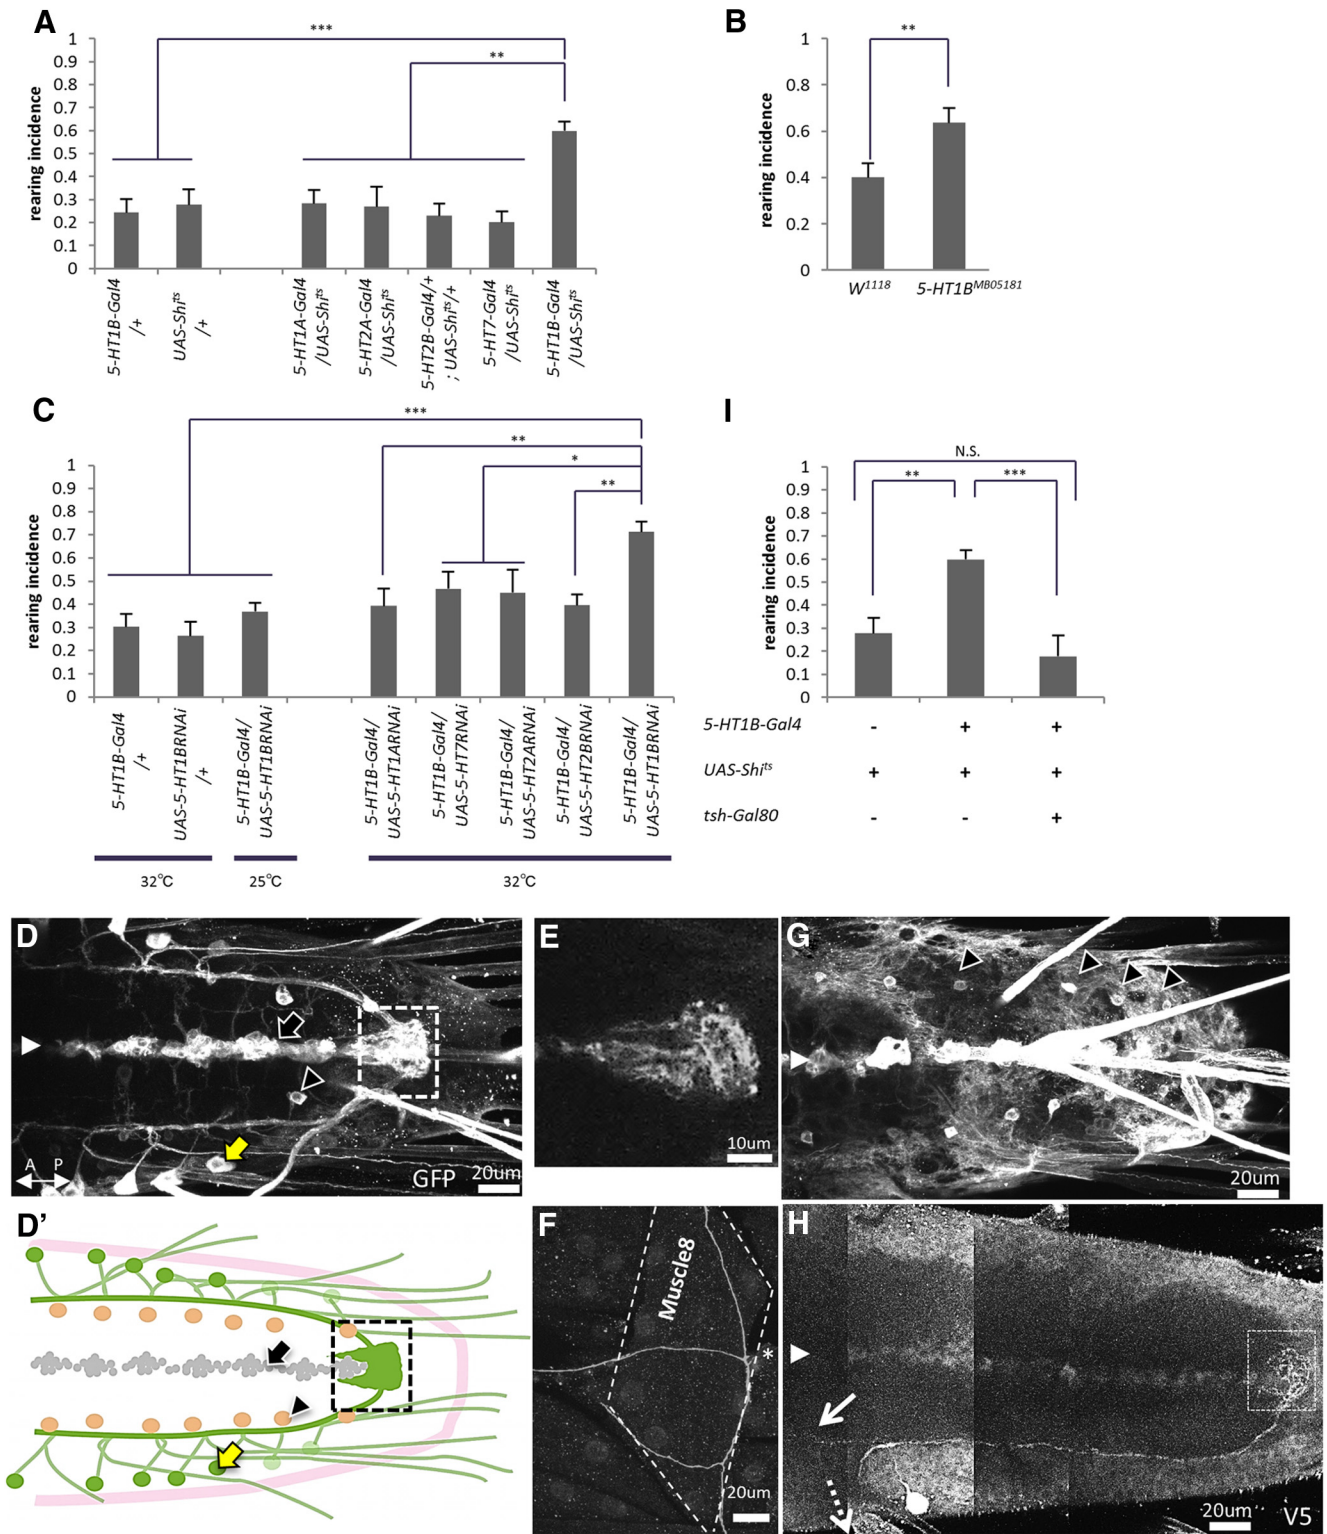 A
***
**
rearing incidence
1
0.9
0.8
0.7
0.6
0.5
0.4
0.3
0.2
0.1
0
5-HT1B-Gal4 /+
UAS-Shi^ts /+
5-HT1A-Gal4 /UAS-Shi^ts
5-HT2A-Gal4 /UAS-Shi^ts
5-HT2B-Gal4/+ ; UAS-Shi^ts/+
5-HT7-Gal4 /UAS-Shi^ts
5-HT1B-Gal4 /UAS-Shi^ts
B
**
rearing incidence
1
0.8
0.6
0.4
0.2
0
W^1118
5-HT1B^MB05181
C
***
**
*
**
rearing incidence
1
0.9
0.8
0.7
0.6
0.5
0.4
0.3
0.2
0.1
0
5-HT1B-Gal4 /+
UAS-5-HT1BRNAi /+
5-HT1B-Gal4/ UAS-5-HT1BRNAi
5-HT1B-Gal4/ UAS-5-HT1ARNAi
5-HT1B-Gal4/ UAS-5-HT7RNAi
5-HT1B-Gal4/ UAS-5-HT2ARNAi
5-HT1B-Gal4/ UAS-5-HT2BRNAi
5-HT1B-Gal4/ UAS-5-HT1BRNAi
32℃
25℃
32℃
I
N.S.
**
***
rearing incidence
1
0.9
0.8
0.7
0.6
0.5
0.4
0.3
0.2
0.1
0
5-HT1B-Gal4 - + +
UAS-Shi^ts + + +
tsh-Gal80 - - +
D
A P
GFP
20um
E
10um
G
20um
D'
F
Muscle8
*
20um
H
20um
V5